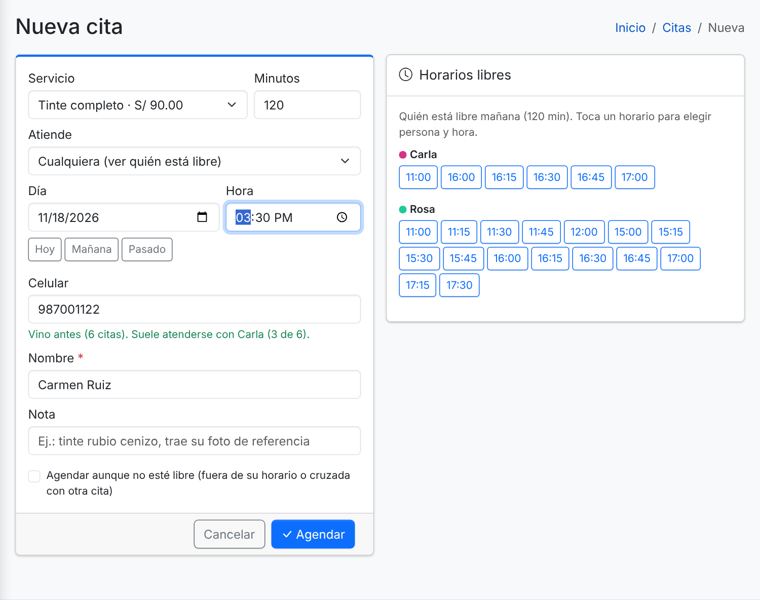 Nueva cita
Inicio / Citas / Nueva
Servicio
Minutos
Tinte completo · S/ 90.00
120
Atiende
Cualquiera (ver quién está libre)
Día
Hora
11/18/2026
03:30 PM
Hoy
Mañana
Pasado
Celular
987001122
Vino antes (6 citas). Suele atenderse con Carla (3 de 6).
Nombre *
Carmen Ruiz
Nota
Ej.: tinte rubio cenizo, trae su foto de referencia
Agendar aunque no esté libre (fuera de su horario o cruzada
con otra cita)
Cancelar
Agendar
Horarios libres
Quién está libre mañana (120 min). Toca un horario para elegir
persona y hora.
Carla
11:00 16:00 16:15 16:30 16:45 17:00
Rosa
11:00 11:15 11:30 11:45 12:00 15:00 15:15
15:30 15:45 16:00 16:15 16:30 16:45 17:00
17:15 17:30